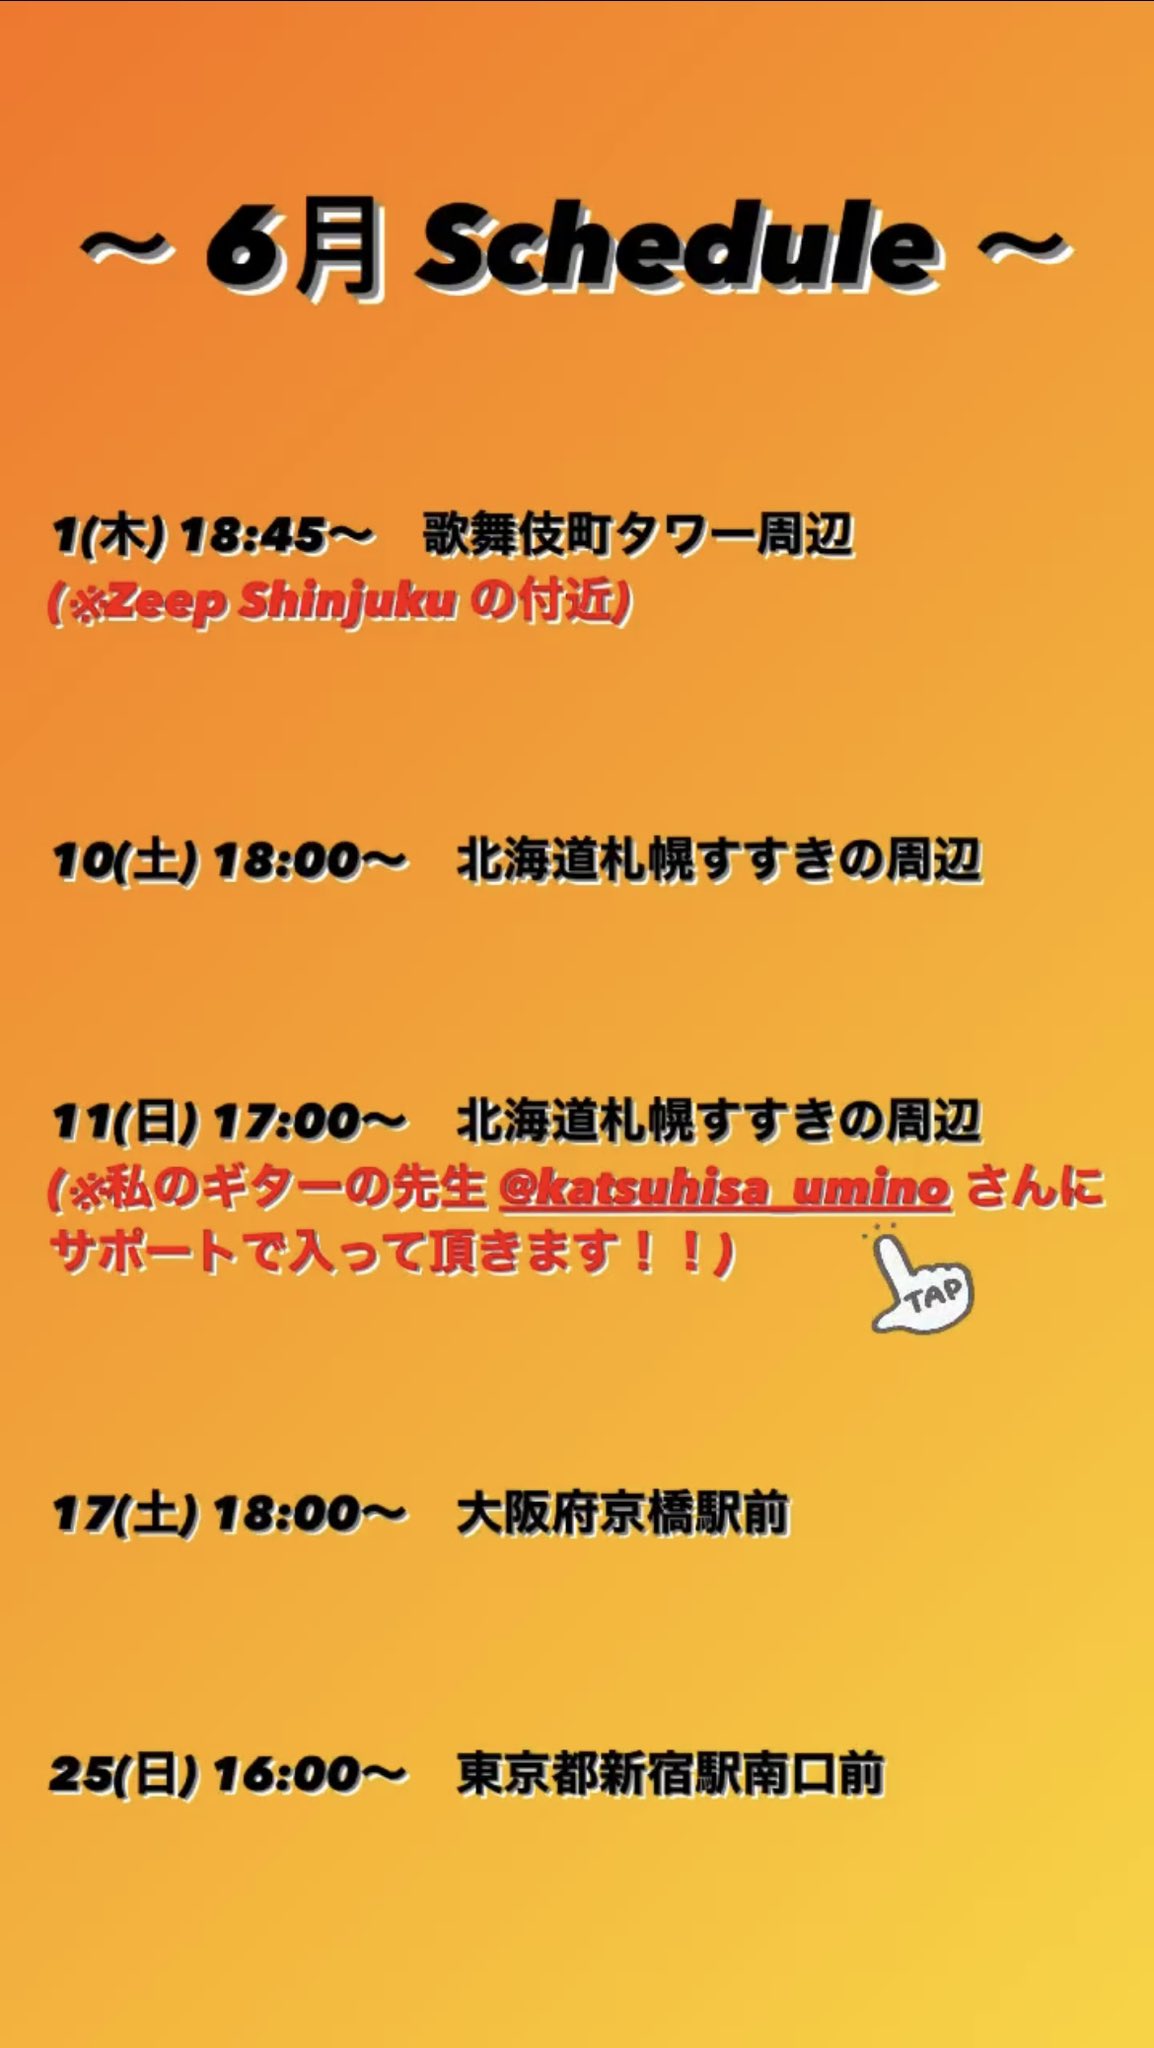 〜 6月 Schedule 〜
1(木) 18:45〜　歌舞伎町タワー周辺
(※Zeep Shinjuku の付近)
10(土) 18:00〜　北海道札幌すすきの周辺
11(日) 17:00〜　北海道札幌すすきの周辺
(※私のギターの先生 @katsuhisa_umino さんに
サポートで入って頂きます！！)
TAP
17(土) 18:00〜　大阪府京橋駅前
25(日) 16:00〜　東京都新宿駅南口前